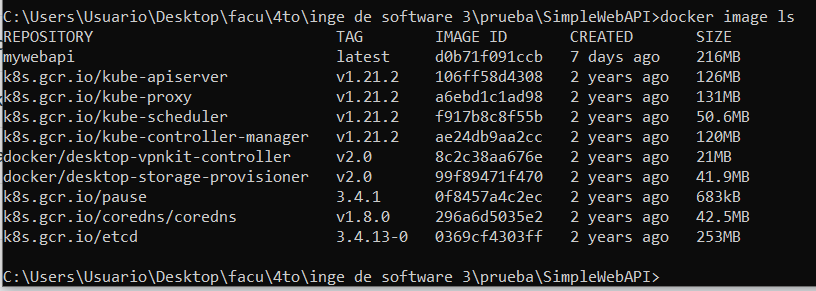 C:\Users\Usuario\Desktop\facu\4to\inge de software 3\prueba\SimpleWebAPI>docker image ls
REPOSITORY TAG IMAGE ID CREATED SIZE
mywebapi latest d0b71f091ccb 7 days ago 216MB
k8s.gcr.io/kube-apiserver v1.21.2 106ff58d4308 2 years ago 126MB
k8s.gcr.io/kube-proxy v1.21.2 a6ebd1c1ad98 2 years ago 131MB
k8s.gcr.io/kube-scheduler v1.21.2 f917b8c8f55b 2 years ago 50.6MB
k8s.gcr.io/kube-controller-manager v1.21.2 ae24db9aa2cc 2 years ago 120MB
docker/desktop-vpnkit-controller v2.0 8c2c38aa676e 2 years ago 21MB
docker/desktop-storage-provisioner v2.0 99f89471f470 2 years ago 41.9MB
k8s.gcr.io/pause 3.4.1 0f8457a4c2ec 2 years ago 683kB
k8s.gcr.io/coredns/coredns v1.8.0 296a6d5035e2 2 years ago 42.5MB
k8s.gcr.io/etcd 3.4.13-0 0369cf4303ff 2 years ago 253MB
C:\Users\Usuario\Desktop\facu\4to\inge de software 3\prueba\SimpleWebAPI>